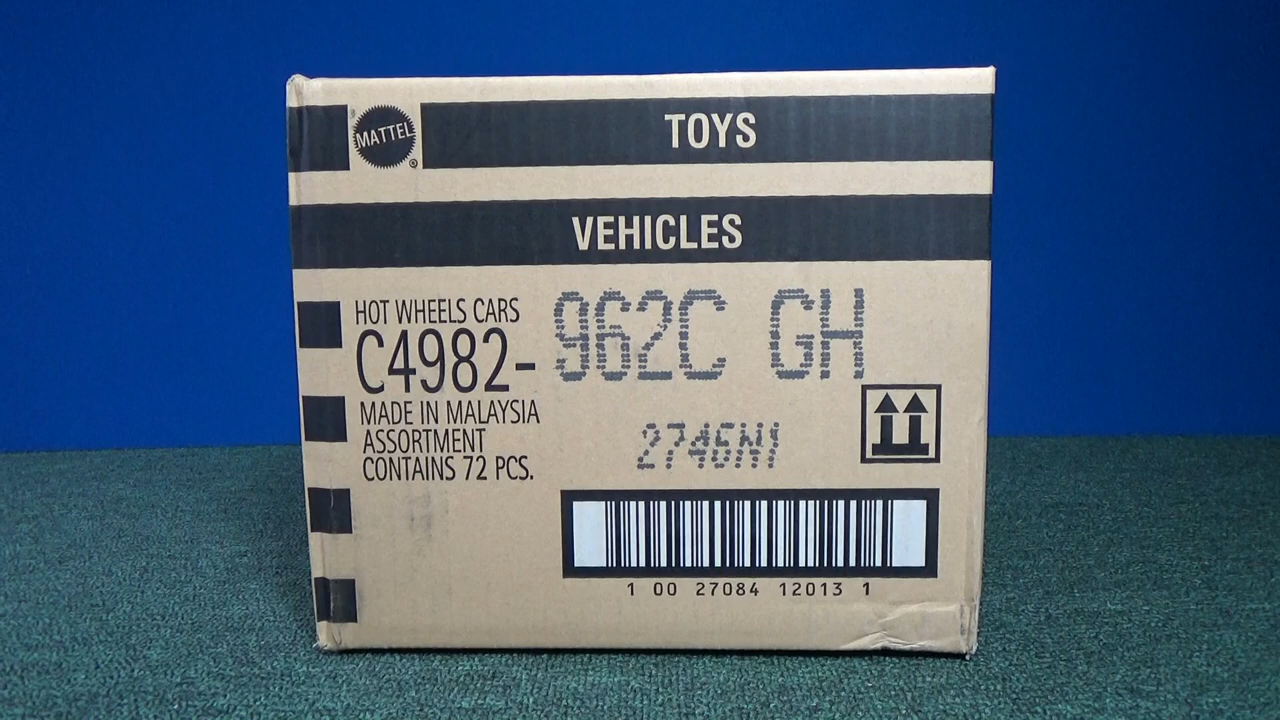 MATTEL ®
TOYS
VEHICLES
HOT WHEELS CARS
C4982- 962C GH
MADE IN MALAYSIA
ASSORTMENT
CONTAINS 72 PCS.
2746N1
1 00 27084 12013 1